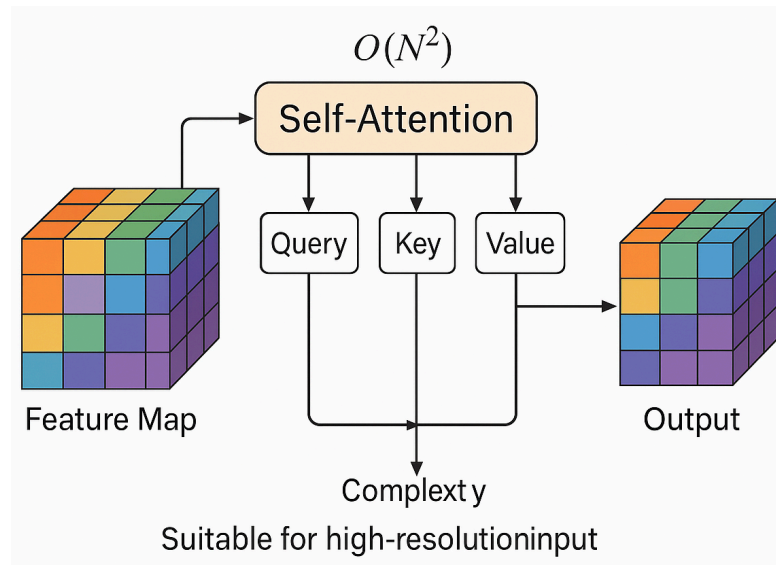 O(N²)
Self-Attention
Query Key Value
Feature Map
Output
Complext y
Suitable for high-resolutioninput